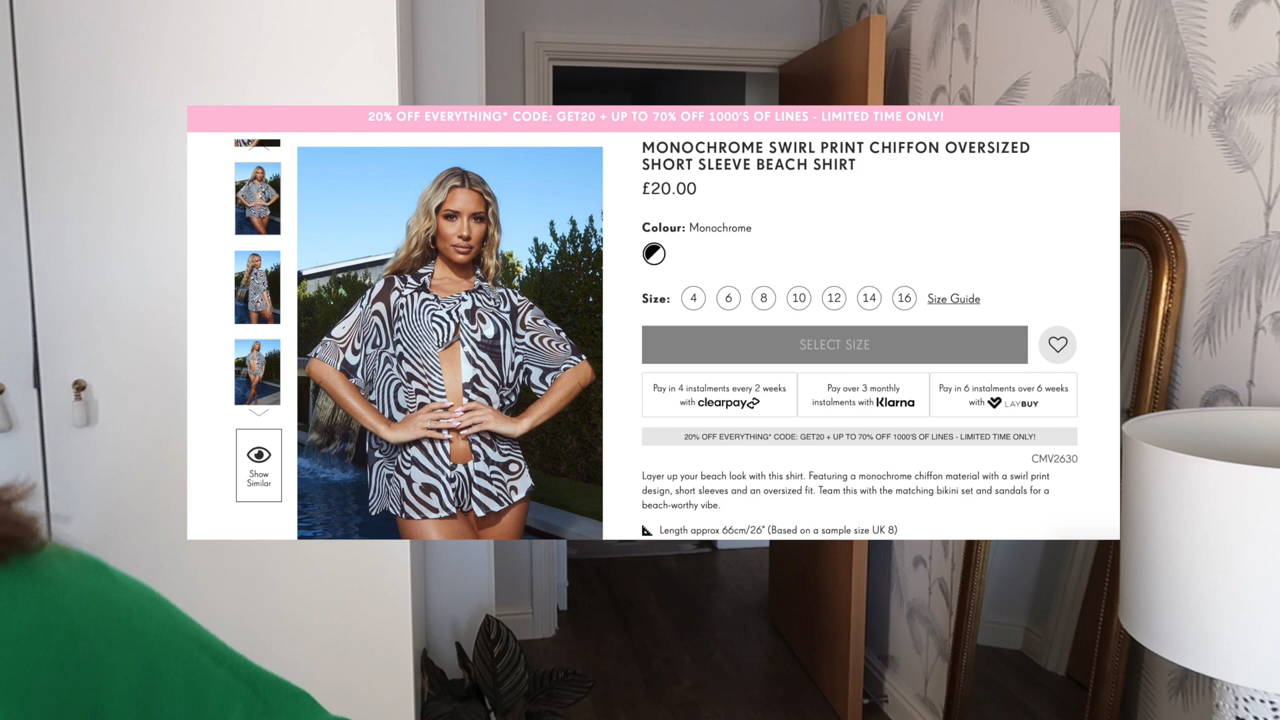 20% OFF EVERYTHING* CODE: GET20 + UP TO 70% OFF 1000'S OF LINES - LIMITED TIME ONLY!
MONOCHROME SWIRL PRINT CHIFFON OVERSIZED
SHORT SLEEVE BEACH SHIRT
£20.00
Colour: Monochrome
Size: 4 6 8 10 12 14 16 Size Guide
SELECT SIZE
Pay in 4 instalments every 2 weeks
with clearpay
Pay over 3 monthly
instalments with Klarna
Pay in 6 instalments over 6 weeks
with LAYBUY
20% OFF EVERYTHING* CODE: GET20 + UP TO 70% OFF 1000'S OF LINES - LIMITED TIME ONLY!
CMV2630
Show
Similar
Layer up your beach look with this shirt. Featuring a monochrome chiffon material with a swirl print
design, short sleeves and an oversized fit. Team this with the matching bikini set and sandals for a
beach-worthy vibe.
Length approx 66cm/26" (Based on a sample size UK 8)